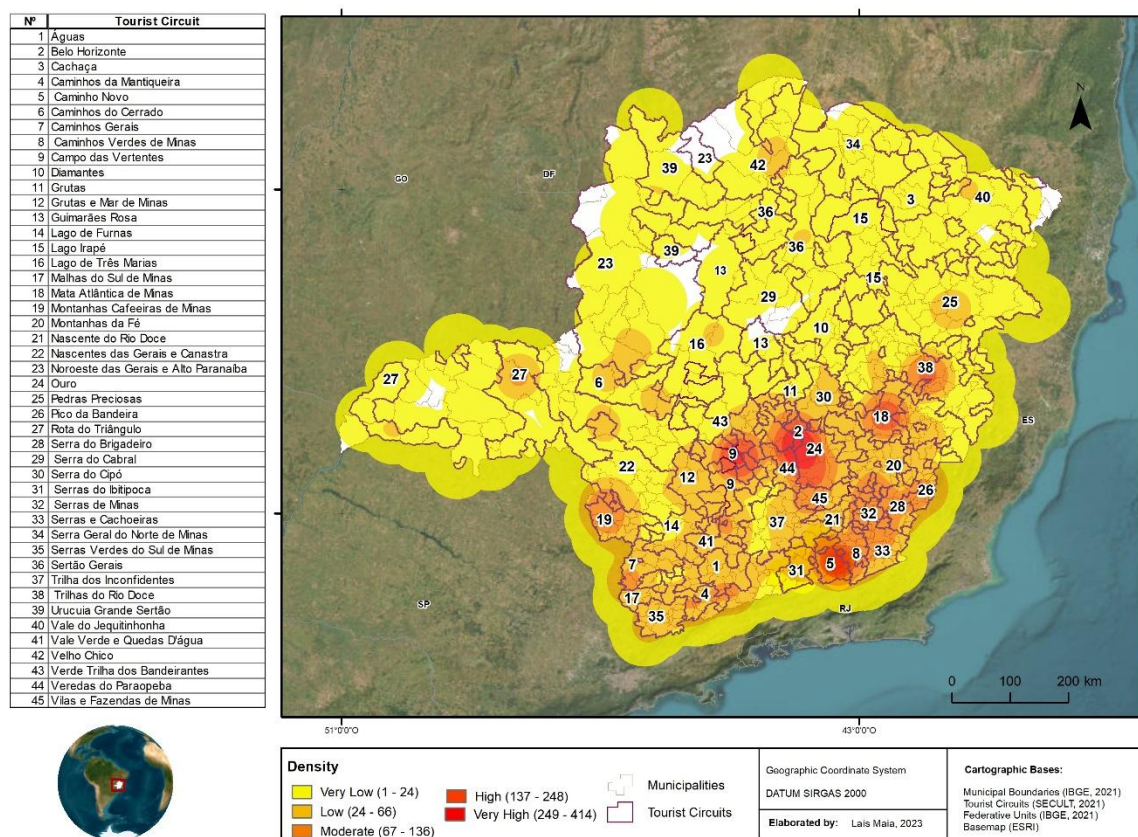 Nº Tourist Circuit
1 Águas
2 Belo Horizonte
3 Cachaça
4 Caminhos da Mantiqueira
5 Caminho Novo
6 Caminhos do Cerrado
7 Caminhos Gerais
8 Caminhos Verdes de Minas
9 Campo das Vertentes
10 Diamantes
11 Grutas
12 Grutas e Mar de Minas
13 Guimarães Rosa
14 Lago de Furnas
15 Lago Irapé
16 Lago de Três Marias
17 Malhas do Sul de Minas
18 Mata Atlântica de Minas
19 Montanhas Cafeeiras de Minas
20 Montanhas da Fé
21 Nascente do Rio Doce
22 Nascentes das Gerais e Canastra
23 Noroeste das Gerais e Alto Paranaíba
24 Ouro
25 Pedras Preciosas
26 Pico da Bandeira
27 Rota do Triângulo
28 Serra do Brigadeiro
29 Serra do Cabral
30 Serra do Cipó
31 Serras do Ibitipoca
32 Serras de Minas
33 Serras e Cachoeiras
34 Serra Geral do Norte de Minas
35 Serras Verdes do Sul de Minas
36 Sertão Gerais
37 Trilha dos Inconfidentes
38 Trilhas do Rio Doce
39 Urucuia Grande Sertão
40 Vale do Jequitinhonha
41 Vale Verde e Quedas D'água
42 Velho Chico
43 Verde Trilha dos Bandeirantes
44 Veredas do Paraopeba
45 Vilas e Fazendas de Minas
N
34
23
42
39
GO
DF
3
40
36
15
36
39
23
13
15
29
25
10
16
13
27
27
6
38
11
30
18
43
2
ES
24
9
44
22
20
12
9
26
45
28
19
32
14
37
21
41
33
8
7
1
5
31
4
17
35
SP
RJ
0 100 200 km
51°0'0"O
43°0'0"O
Density
Very Low (1 - 24)
Low (24 - 66)
Moderate (67 - 136)
High (137 - 248)
Very High (249 - 414)
Municipalities
Tourist Circuits
Geographic Coordinate System
DATUM SIRGAS 2000
Elaborated by: Lais Maia, 2023
Cartographic Bases:
Municipal Boundaries (IBGE, 2021)
Tourist Circuits (SECULT, 2021)
Federative Units (IBGE, 2021)
Basemap (ESRI)